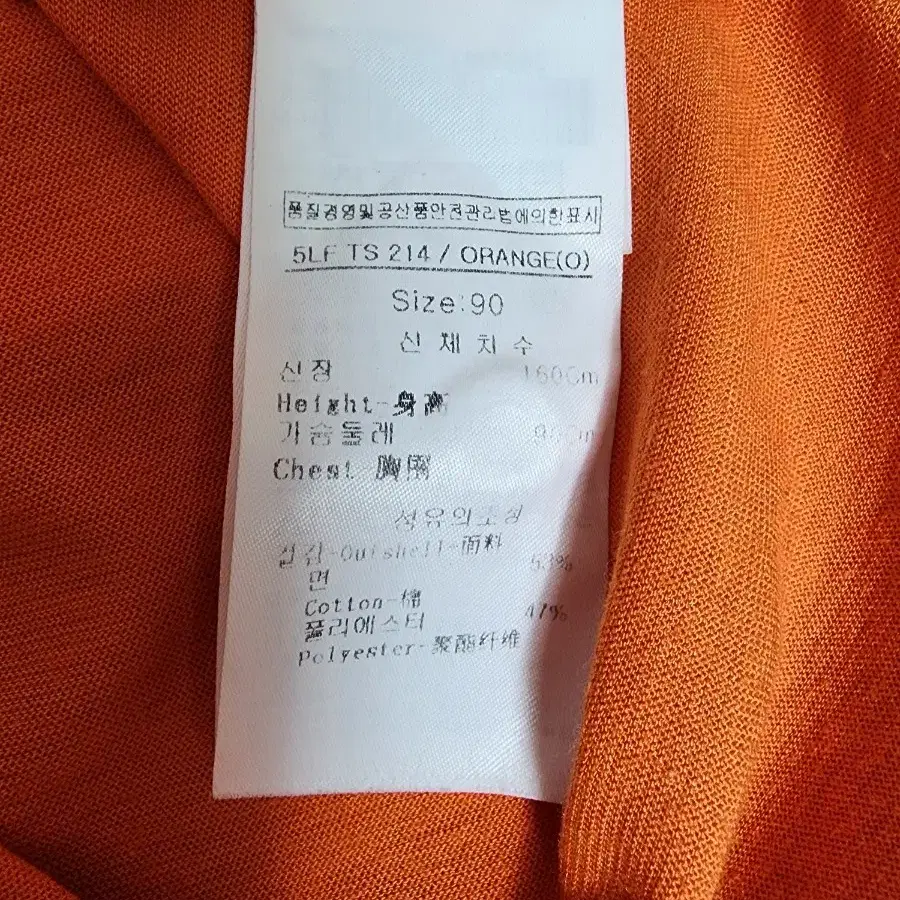 품질경영및공산품안전관리법에의한표시
5LF TS 214 / ORANGE(O)
Size:90
신 체 치 수
신장 160Cm
Height-身高
가슴둘레
Chest 胸围
섬유의조성
겉감-Outshell-面料
면 53%
Cotton-棉
폴리에스터 47%
Polyester-聚酯纤维